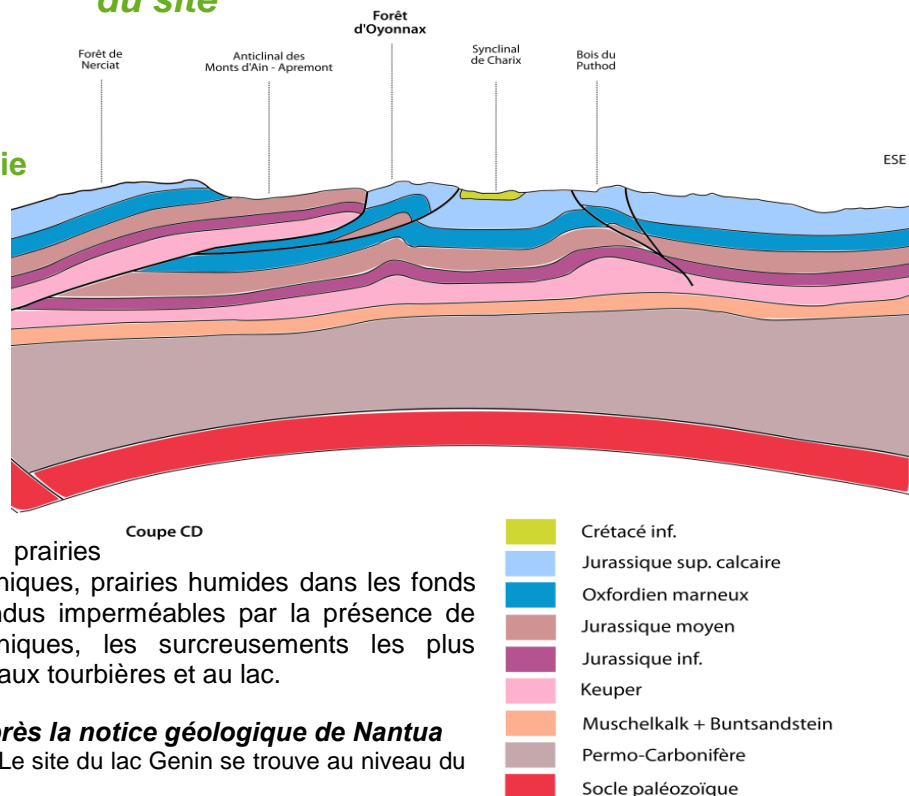 du site
Forêt
d'Oyonnax
Forêt de
Nerciat
Anticlinal des
Monts d'Ain - Apremont
Synclinal
de Charix
Bois du
Puthod
ie
ESE
Coupe CD
prairies
niques, prairies humides dans les fonds
ndus imperméables par la présence de
niques, les surcreusements les plus
aux tourbières et au lac.
près la notice géologique de Nantua
Le site du lac Genin se trouve au niveau du
Crétacé inf.
Jurassique sup. calcaire
Oxfordien marneux
Jurassique moyen
Jurassique inf.
Keuper
Muschelkalk + Buntsandstein
Permo-Carbonifère
Socle paléozoïque